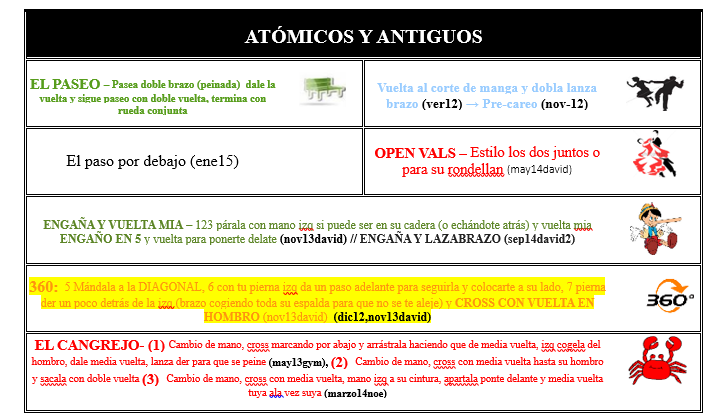 ATÓMICOS Y ANTIGUOS
EL PASEO – Pasea doble brazo (peinada)  dale la
vuelta y sigue paseo con doble vuelta, termina con
rueda conjunta
Vuelta al corte de manga y dobla lanza
brazo (ver12) → Pre-careo (nov-12)
El paso por debajo (ene15)
OPEN VALS – Estilo los dos juntos o
para su rondellan (may14david)
ENGAÑA Y VUELTA MIA – 123 párala con mano izq si puede ser en su cadera (o echándote atrás) y vuelta mia
ENGAÑO EN 5 y vuelta para ponerte delate (nov13david) // ENGAÑA Y LAZABRAZO (sep14david2)
360:  5 Mándala a la DIAGONAL, 6 con tu pierna izq da un paso adelante para seguirla y colocarte a su lado, 7 pierna
der un poco detrás de la izq (brazo cogiendo toda su espalda para que no se te aleje) y CROSS CON VUELTA EN
HOMBRO (nov13david)  (dic12,nov13david)
360°
EL CANGREJO- (1) Cambio de mano, cross marcando por abajo y arrástrala haciendo que de media vuelta, izq cogela del
hombro, dale media vuelta, lanza der para que se peine (may13gym), (2)  Cambio de mano, cross con media vuelta hasta su hombro
y sacala con doble vuelta (3)  Cambio de mano, cross con media vuelta, mano izq a su cintura, apartala ponte delante y media vuelta
tuya ala vez suya (marzo14noe)